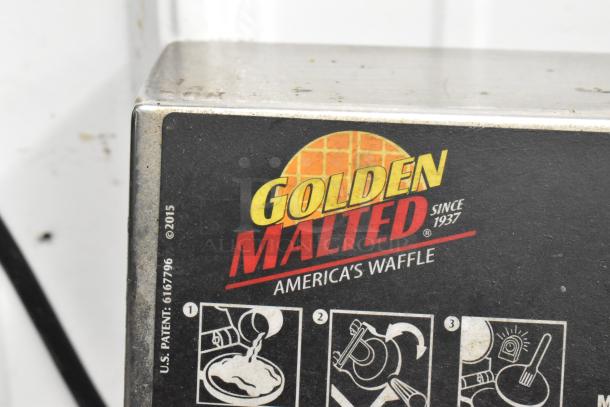 GOLDEN
MALTED®
SINCE
1937
AMERICA'S WAFFLE
U.S. PATENT: 6167796 ©2015
1
2
3
M